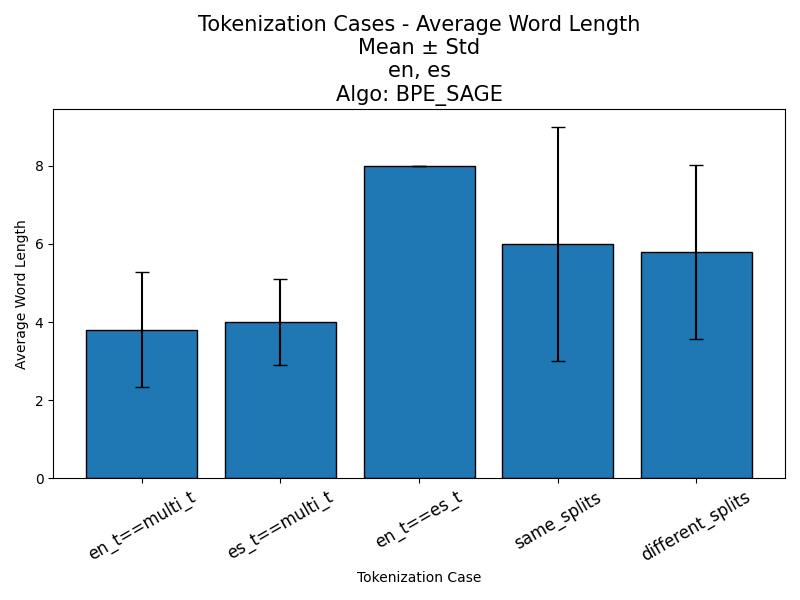 Tokenization Cases - Average Word Length
Mean ± Std
en, es
Algo: BPE_SAGE
Average Word Length
8
6
4
2
0
en_t==multi_t
es_t==multi_t
en_t==es_t
same_splits
different_splits
Tokenization Case